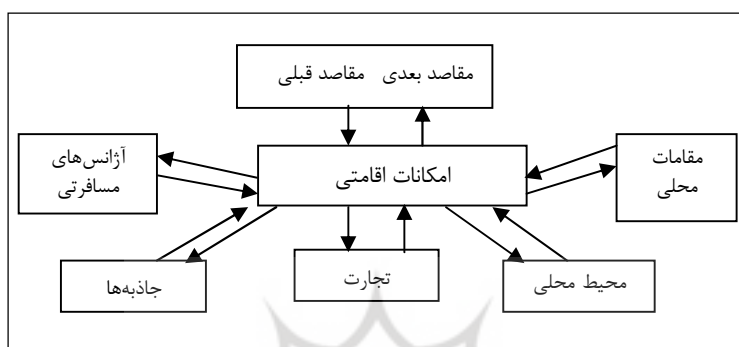 مقاصد بعدی مقاصد قبلی
آژانس‌های
مسافرتی
امکانات اقامتی
مقامات
محلی
جاذبه‌ها
تجارت
محیط محلی